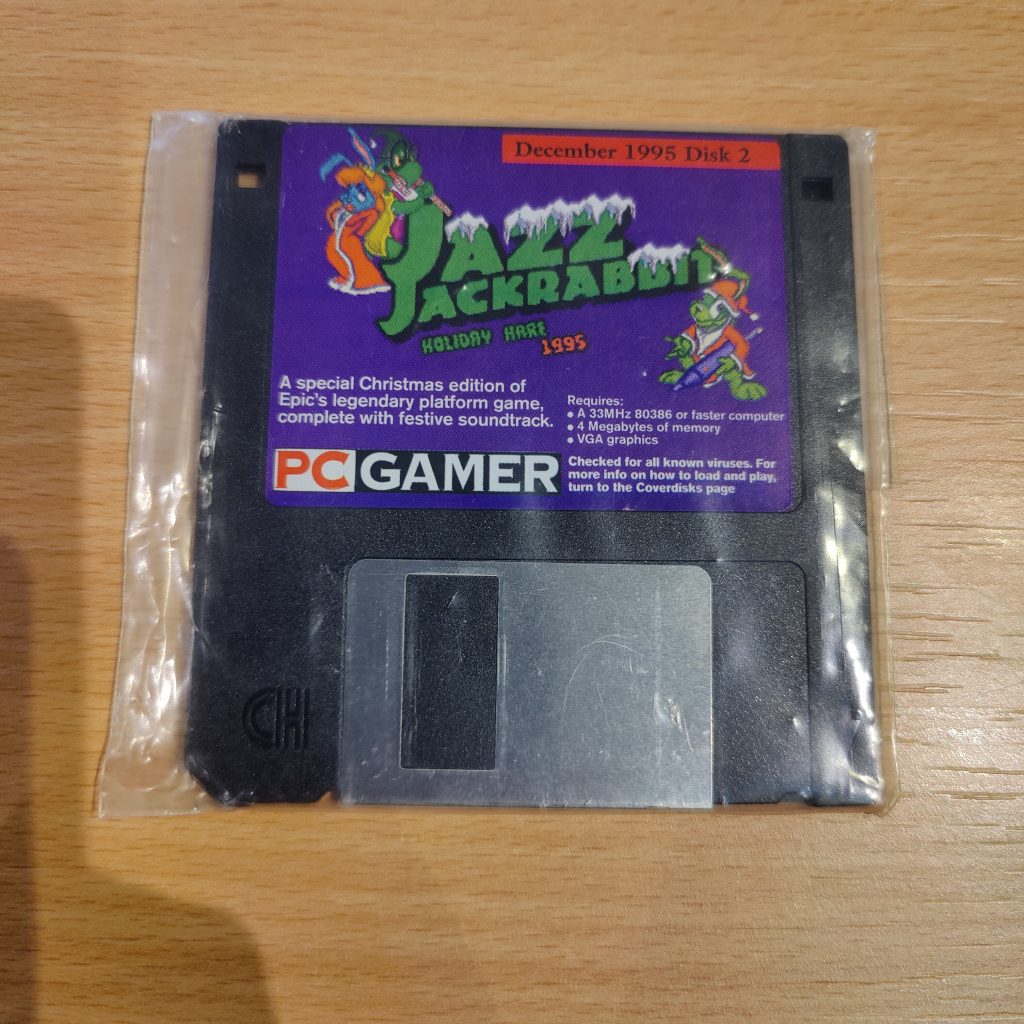 December 1995 Disk 2
JAZZ
JACKRABBIT
HOLIDAY HARE
1995
A special Christmas edition of
Epic's legendary platform game,
complete with festive soundtrack.
Requires:
• A 33MHz 80386 or faster computer
• 4 Megabytes of memory
• VGA graphics
PC GAMER
Checked for all known viruses. For
more info on how to load and play,
turn to the Coverdisks page